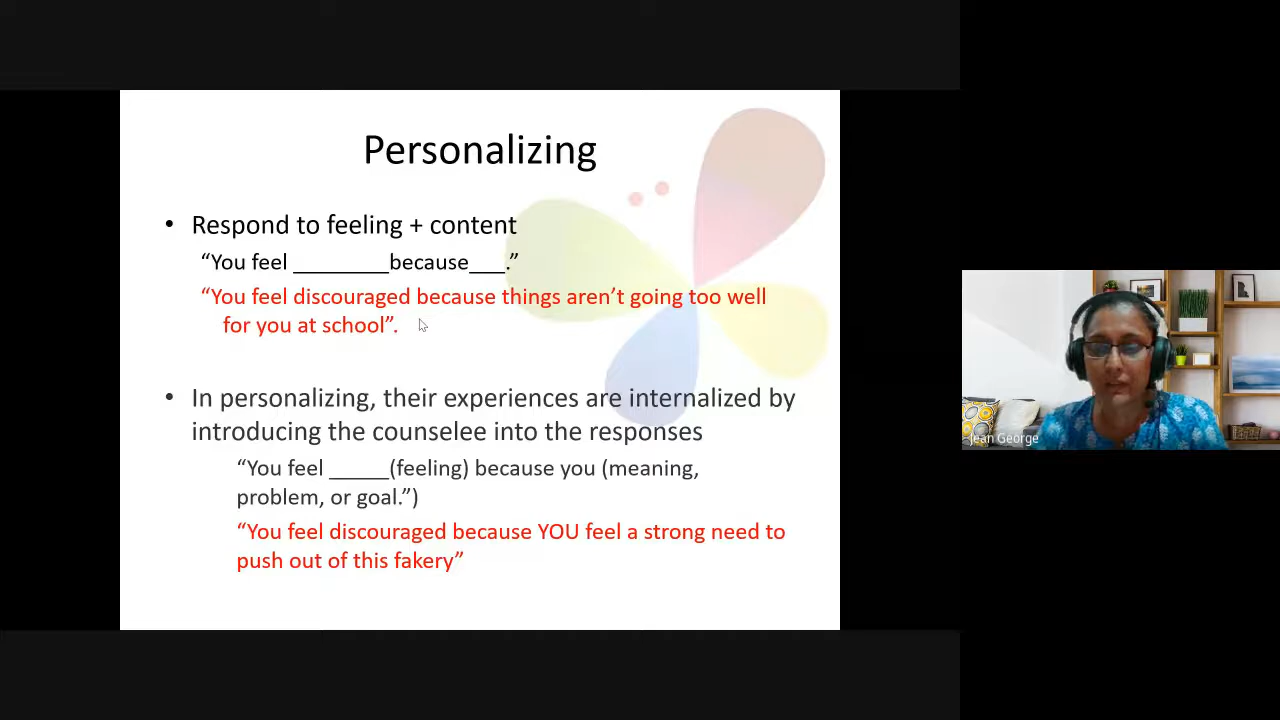 Personalizing
• Respond to feeling + content
“You feel ________because___.”
“You feel discouraged because things aren’t going too well
for you at school”.
• In personalizing, their experiences are internalized by
introducing the counselee into the responses
“You feel _____(feeling) because you (meaning,
problem, or goal.”)
“You feel discouraged because YOU feel a strong need to
push out of this fakery”
Jean George